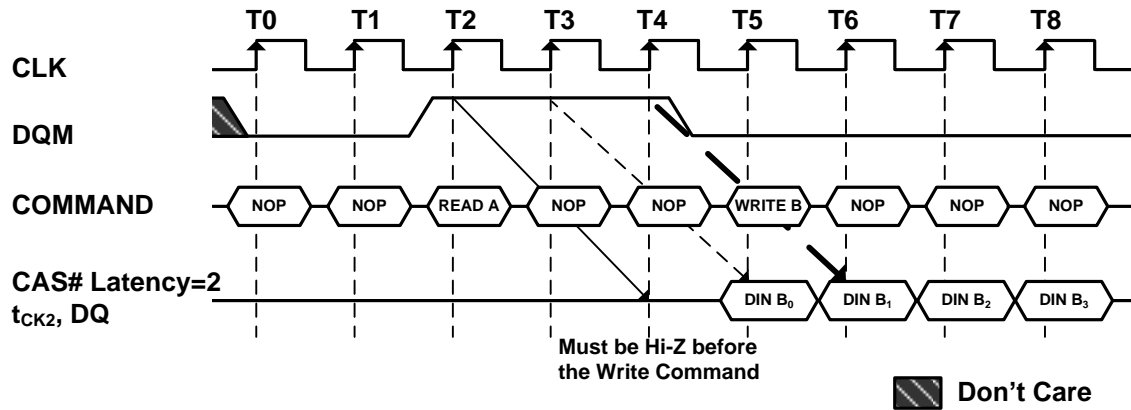 T0 T1 T2 T3 T4 T5 T6 T7 T8
CLK
DQM
COMMAND NOP NOP READ A NOP NOP WRITE B NOP NOP NOP
CAS# Latency=2
tCK2, DQ DIN B0 DIN B1 DIN B2 DIN B3
Must be Hi-Z before
the Write Command
Don't Care